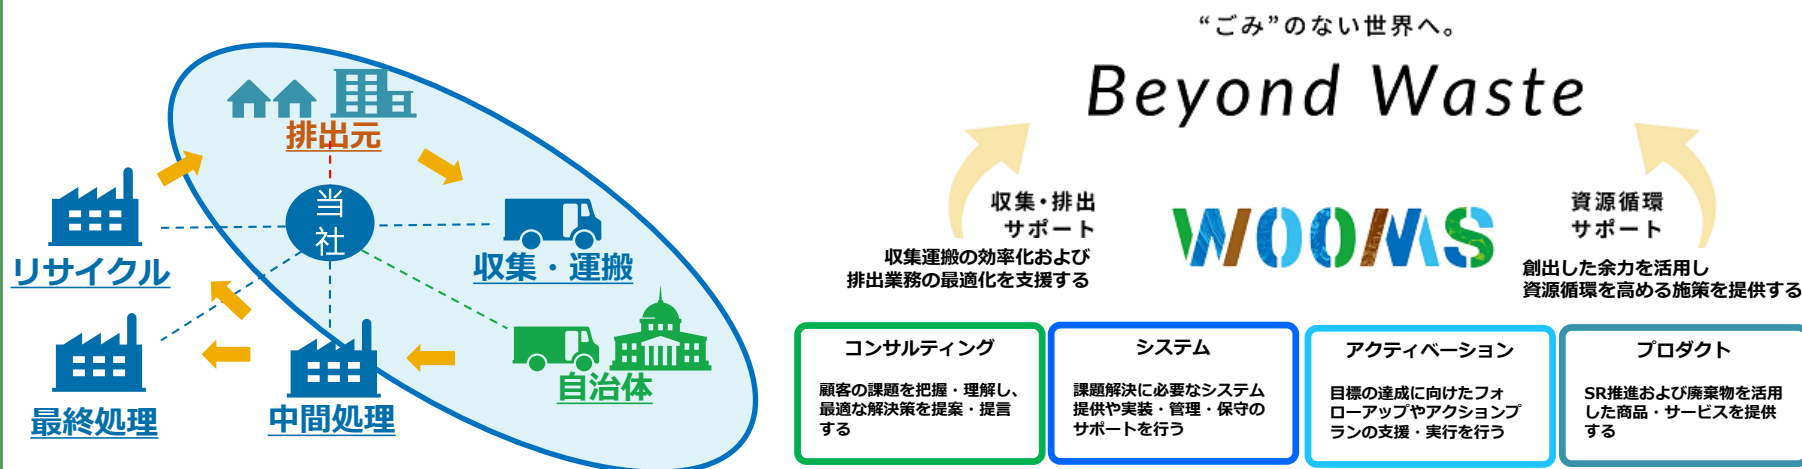 排出元
当
社
リサイクル
収集・運搬
自治体
最終処理
中間処理
“ごみ”のない世界へ。
Beyond Waste
収集・排出
サポート
収集運搬の効率化および
排出業務の最適化を支援する
WOOMS
資源循環
サポート
創出した余力を活用し
資源循環を高める施策を提供する
コンサルティング
顧客の課題を把握・理解し、
最適な解決策を提案・提言
する
システム
課題解決に必要なシステム
提供や実装・管理・保守の
サポートを行う
アクティベーション
目標の達成に向けたフォ
ローアップやアクションプ
ランの支援・実行を行う
プロダクト
SR推進および廃棄物を活用
した商品・サービスを提供
する